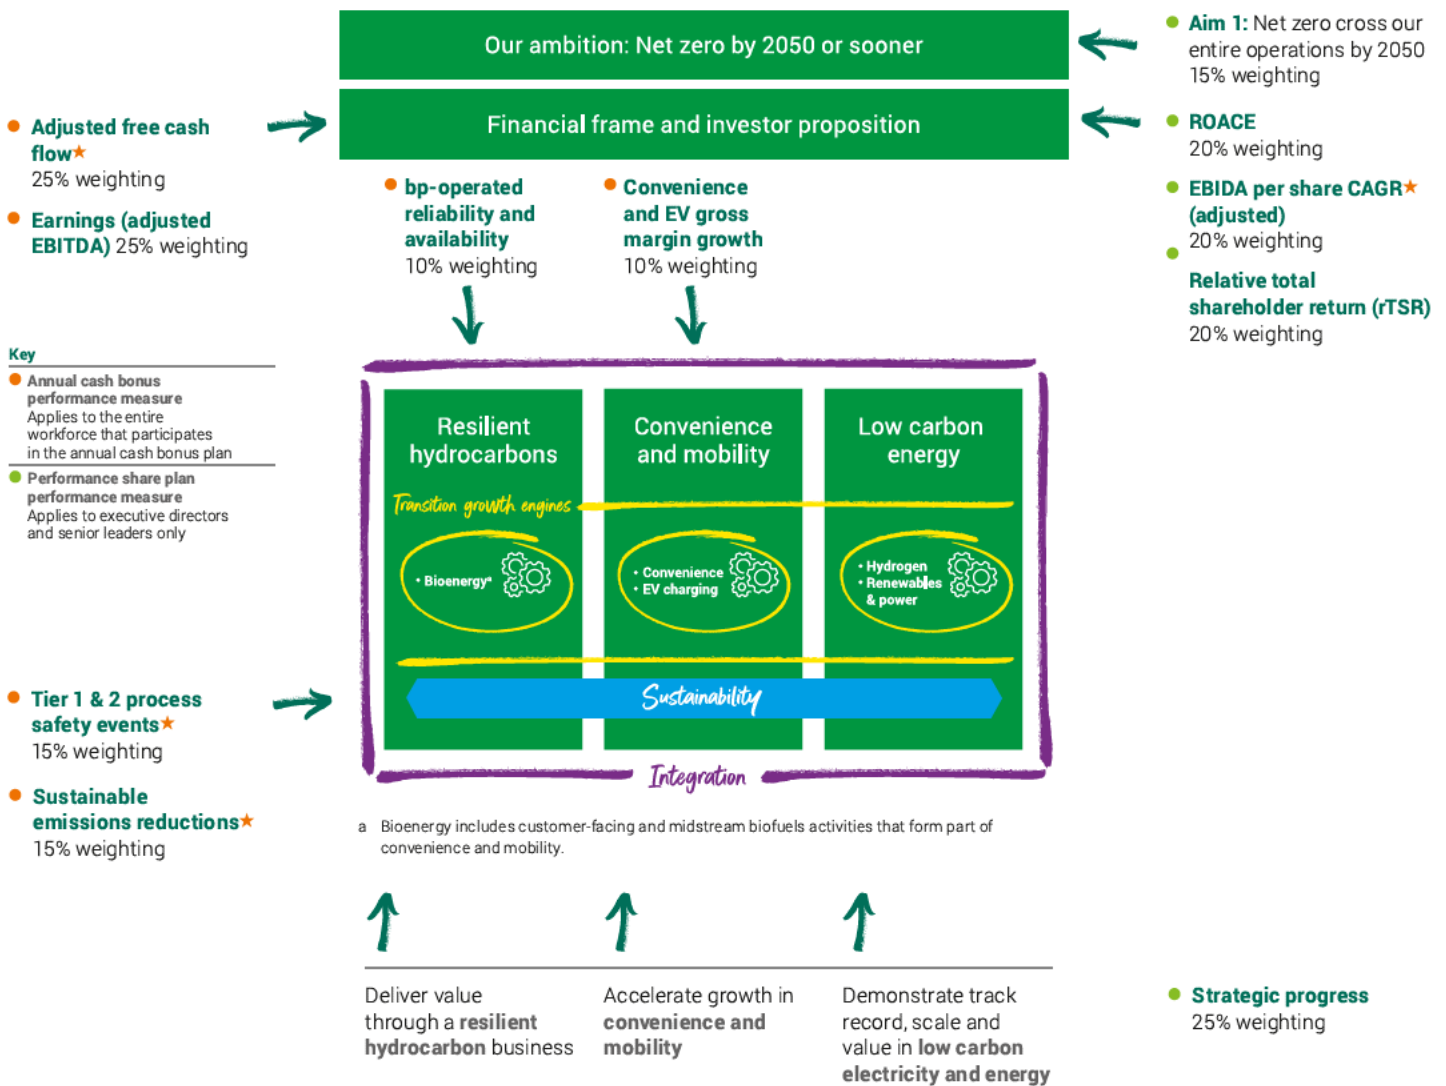 Our ambition: Net zero by 2050 or sooner
Financial frame and investor proposition
• Aim 1: Net zero cross our
entire operations by 2050
15% weighting
• ROACE
20% weighting
• EBIDA per share CAGR★
(adjusted)
20% weighting
• Relative total
shareholder return (rTSR)
20% weighting
• Adjusted free cash
flow★
25% weighting
• Earnings (adjusted
EBITDA) 25% weighting
• bp-operated
reliability and
availability
10% weighting
• Convenience
and EV gross
margin growth
10% weighting
Key
• Annual cash bonus
performance measure
Applies to the entire
workforce that participates
in the annual cash bonus plan
• Performance share plan
performance measure
Applies to executive directors
and senior leaders only
Resilient
hydrocarbons
Convenience
and mobility
Low carbon
energy
Transition growth engines
• Bioenergyᵃ
• Convenience
• EV charging
• Hydrogen
• Renewables
& power
Sustainability
Integration
• Tier 1 & 2 process
safety events★
15% weighting
• Sustainable
emissions reductions★
15% weighting
a Bioenergy includes customer-facing and midstream biofuels activities that form part of
convenience and mobility.
Deliver value
through a resilient
hydrocarbon business
Accelerate growth in
convenience and
mobility
Demonstrate track
record, scale and
value in low carbon
electricity and energy
• Strategic progress
25% weighting